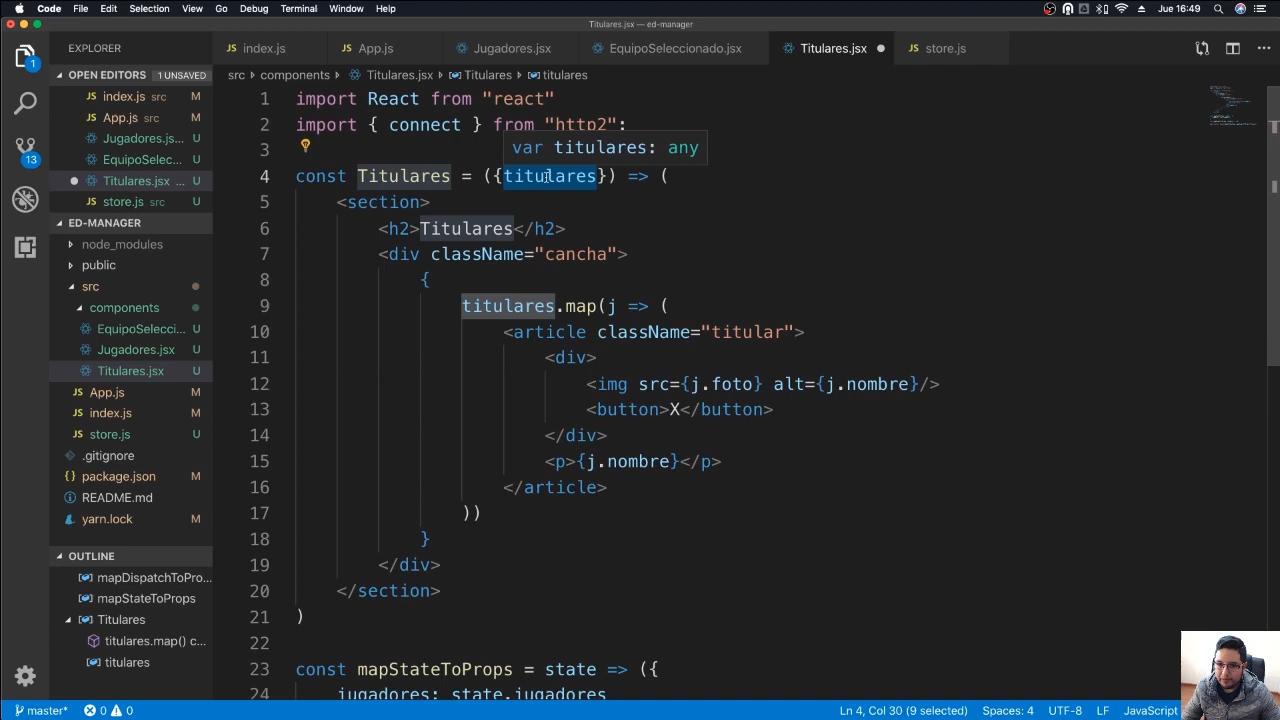 Code File Edit Selection View Go Debug Terminal Window Help Jue 16:49
Titulares.jsx — ed-manager
EXPLORER
index.js App.js Jugadores.jsx EquipoSeleccionado.jsx Titulares.jsx store.js
OPEN EDITORS 1 UNSAVED
index.js src M
App.js src M
Jugadores.js... U
EquipoSelec... U
Titulares.jsx ... U
store.js src U
ED-MANAGER
node_modules
public
src
components
EquipoSelecci... U
Jugadores.jsx U
Titulares.jsx U
App.js M
index.js M
store.js U
.gitignore
package.json M
README.md
yarn.lock M
OUTLINE
mapDispatchToPro...
mapStateToProps
Titulares
titulares.map() c...
titulares
src › components › Titulares.jsx › Titulares › titulares
1 import React from "react"
2 import { connect } from "http2";
3
var titulares: any
4 const Titulares = ({titulares}) => (
5 <section>
6 <h2>Titulares</h2>
7 <div className="cancha">
8 {
9 titulares.map(j => (
10 <article className="titular">
11 <div>
12 <img src={j.foto} alt={j.nombre}/>
13 <button>X</button>
14 </div>
15 <p>{j.nombre}</p>
16 </article>
17 ))
18 }
19 </div>
20 </section>
21 )
22
23 const mapStateToProps = state => ({
24 jugadores: state.jugadores
13
1
master* 0 0 Ln 4, Col 30 (9 selected) Spaces: 4 UTF-8 LF JavaScript